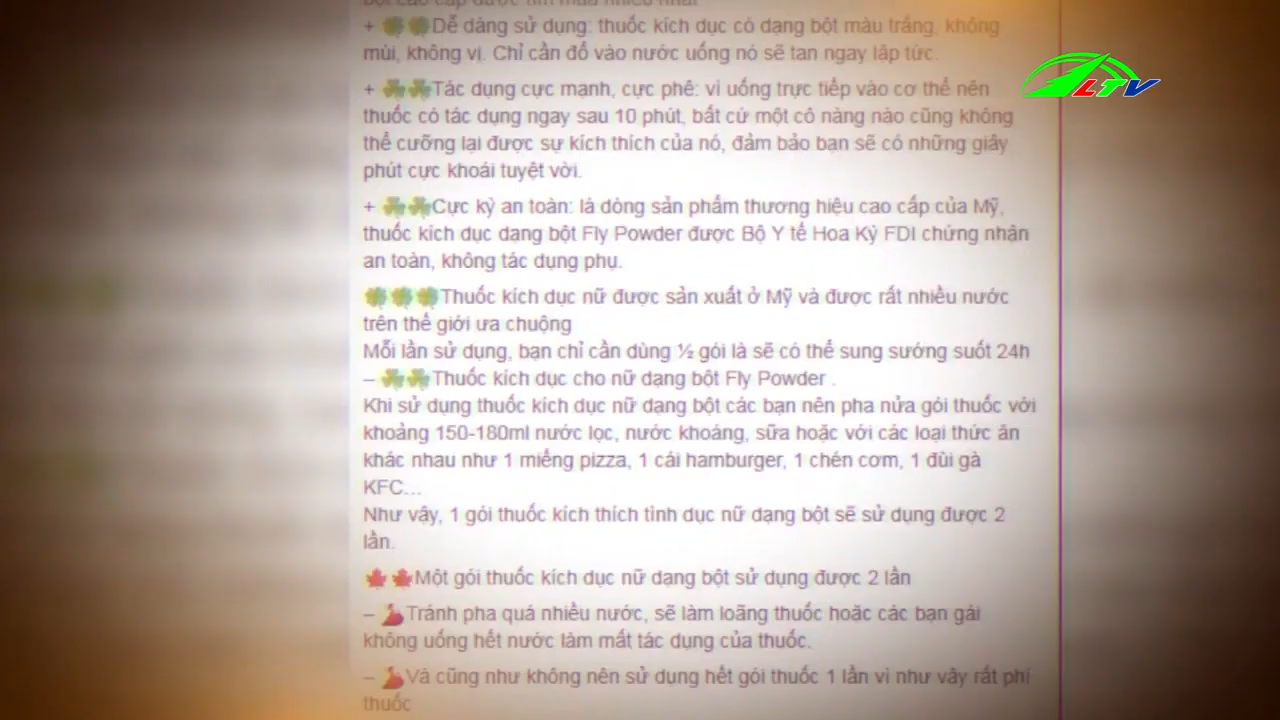 + Dễ dàng sử dụng: thuốc kích dục có dạng bột màu trắng, không
mùi, không vị. Chỉ cần đổ vào nước uống nó sẽ tan ngay lập tức.
LTV
+ Tác dụng cực mạnh, cực phê: vì uống trực tiếp vào cơ thể nên
thuốc có tác dụng ngay sau 10 phút, bất cứ một cô nàng nào cũng không
thể cưỡng lại được sự kích thích của nó, đảm bảo bạn sẽ có những giây
phút cực khoái tuyệt vời.
+ Cực kỳ an toàn: là dòng sản phẩm thương hiệu cao cấp của Mỹ,
thuốc kích dục dạng bột Fly Powder được Bộ Y tế Hoa Kỳ FDI chứng nhận
an toàn, không tác dụng phụ.
Thuốc kích dục nữ được sản xuất ở Mỹ và được rất nhiều nước
trên thế giới ưa chuộng
Mỗi lần sử dụng, bạn chỉ cần dùng ½ gói là sẽ có thể sung sướng suốt 24h
– Thuốc kích dục cho nữ dạng bột Fly Powder .
Khi sử dụng thuốc kích dục nữ dạng bột các bạn nên pha nửa gói thuốc với
khoảng 150-180ml nước lọc, nước khoáng, sữa hoặc với các loại thức ăn
khác nhau như 1 miếng pizza, 1 cái hamburger, 1 chén cơm, 1 đùi gà
KFC...
Như vậy, 1 gói thuốc kích thích tình dục nữ dạng bột sẽ sử dụng được 2
lần.
Một gói thuốc kích dục nữ dạng bột sử dụng được 2 lần
– Tránh pha quá nhiều nước, sẽ làm loãng thuốc hoặc các bạn gái
không uống hết nước làm mất tác dụng của thuốc.
– Và cũng như không nên sử dụng hết gói thuốc 1 lần vì như vậy rất phí
thuốc